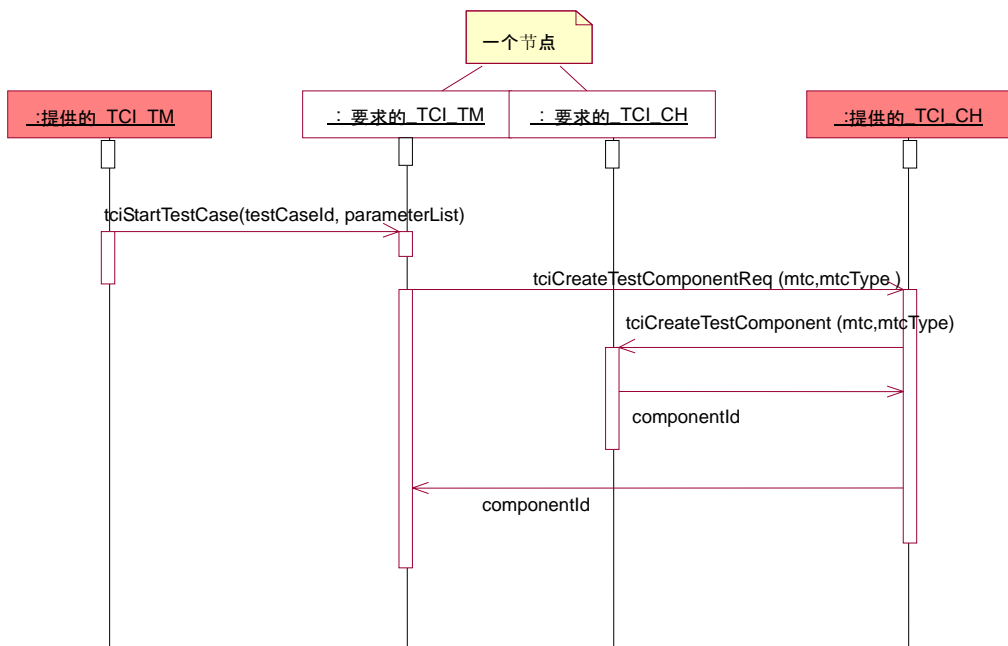 一个节点
:提供的_TCI_TM
: 要求的_TCI_TM
: 要求的_TCI_CH
:提供的_TCI_CH
tciStartTestCase(testCaseId, parameterList)
tciCreateTestComponentReq (mtc,mtcType )
tciCreateTestComponent (mtc,mtcType)
componentId
componentId